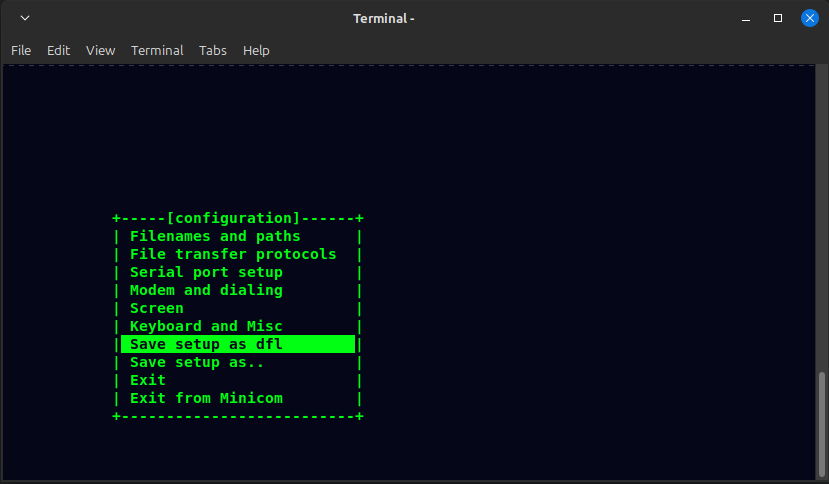 Terminal -
File Edit View Terminal Tabs Help
+-----[configuration]------+
| Filenames and paths      |
| File transfer protocols  |
| Serial port setup        |
| Modem and dialing        |
| Screen                   |
| Keyboard and Misc        |
| Save setup as dfl        |
| Save setup as..          |
| Exit                     |
| Exit from Minicom        |
+--------------------------+